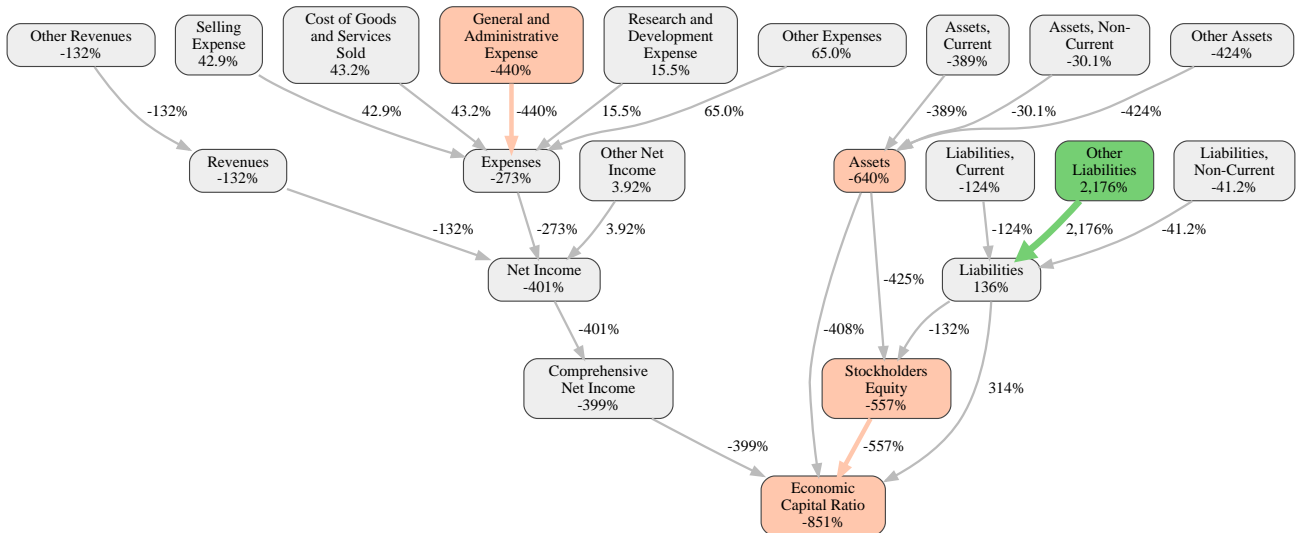 Other Revenues
-132%
Selling
Expense
42.9%
Cost of Goods
and Services
Sold
43.2%
General and
Administrative
Expense
-440%
Research and
Development
Expense
15.5%
Other Expenses
65.0%
Assets,
Current
-389%
Assets, Non-
Current
-30.1%
Other Assets
-424%
-132%
42.9%
43.2%
-440%
15.5%
65.0%
-389%
-30.1%
-424%
Revenues
-132%
Expenses
-273%
Other Net
Income
3.92%
Assets
-640%
Liabilities,
Current
-124%
Other
Liabilities
2,176%
Liabilities,
Non-Current
-41.2%
-132%
-273%
3.92%
-124%
2,176%
-41.2%
Net Income
-401%
Liabilities
136%
-425%
-401%
-408%
-132%
Comprehensive
Net Income
-399%
Stockholders
Equity
-557%
314%
-399%
-557%
Economic
Capital Ratio
-851%